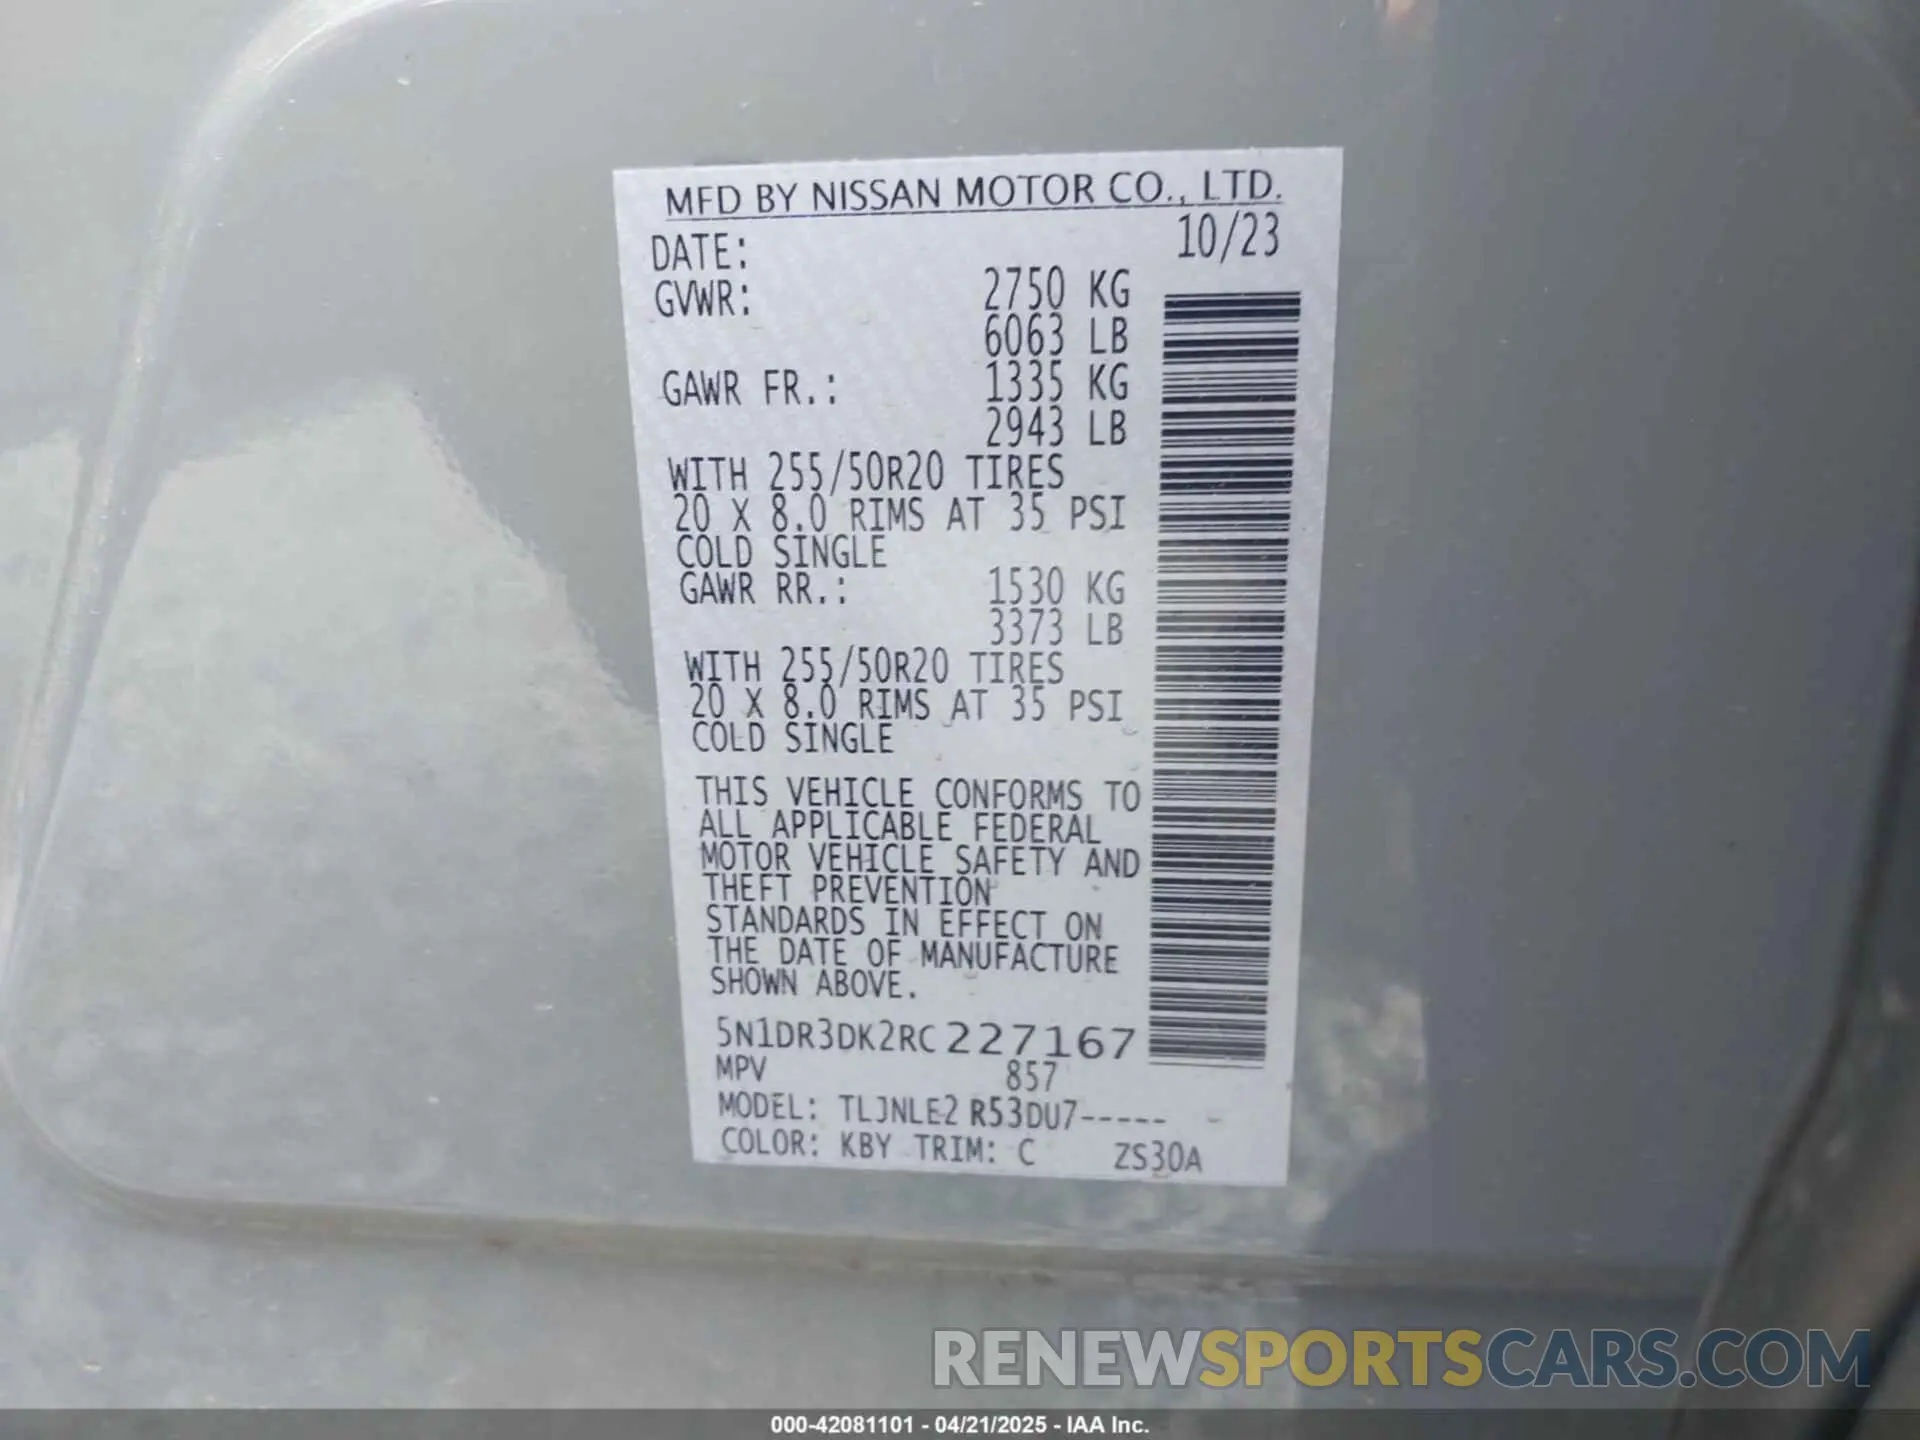 MFD BY NISSAN MOTOR CO., LTD.
DATE: 10/23
GVWR: 2750 KG
6063 LB
GAWR FR.: 1335 KG
2943 LB
WITH 255/50R20 TIRES
20 X 8.0 RIMS AT 35 PSI
COLD SINGLE
GAWR RR.: 1530 KG
3373 LB
WITH 255/50R20 TIRES
20 X 8.0 RIMS AT 35 PSI
COLD SINGLE
THIS VEHICLE CONFORMS TO
ALL APPLICABLE FEDERAL
MOTOR VEHICLE SAFETY AND
THEFT PREVENTION
STANDARDS IN EFFECT ON
THE DATE OF MANUFACTURE
SHOWN ABOVE.
5N1DR3DK2RC227167
MPV 857
MODEL: TLJNLE2 R53DU7----- -
COLOR: KBY TRIM: C ZS30A
RENEWSPORTSCARS.COM
000-42081101 - 04/21/2025 - IAA Inc.